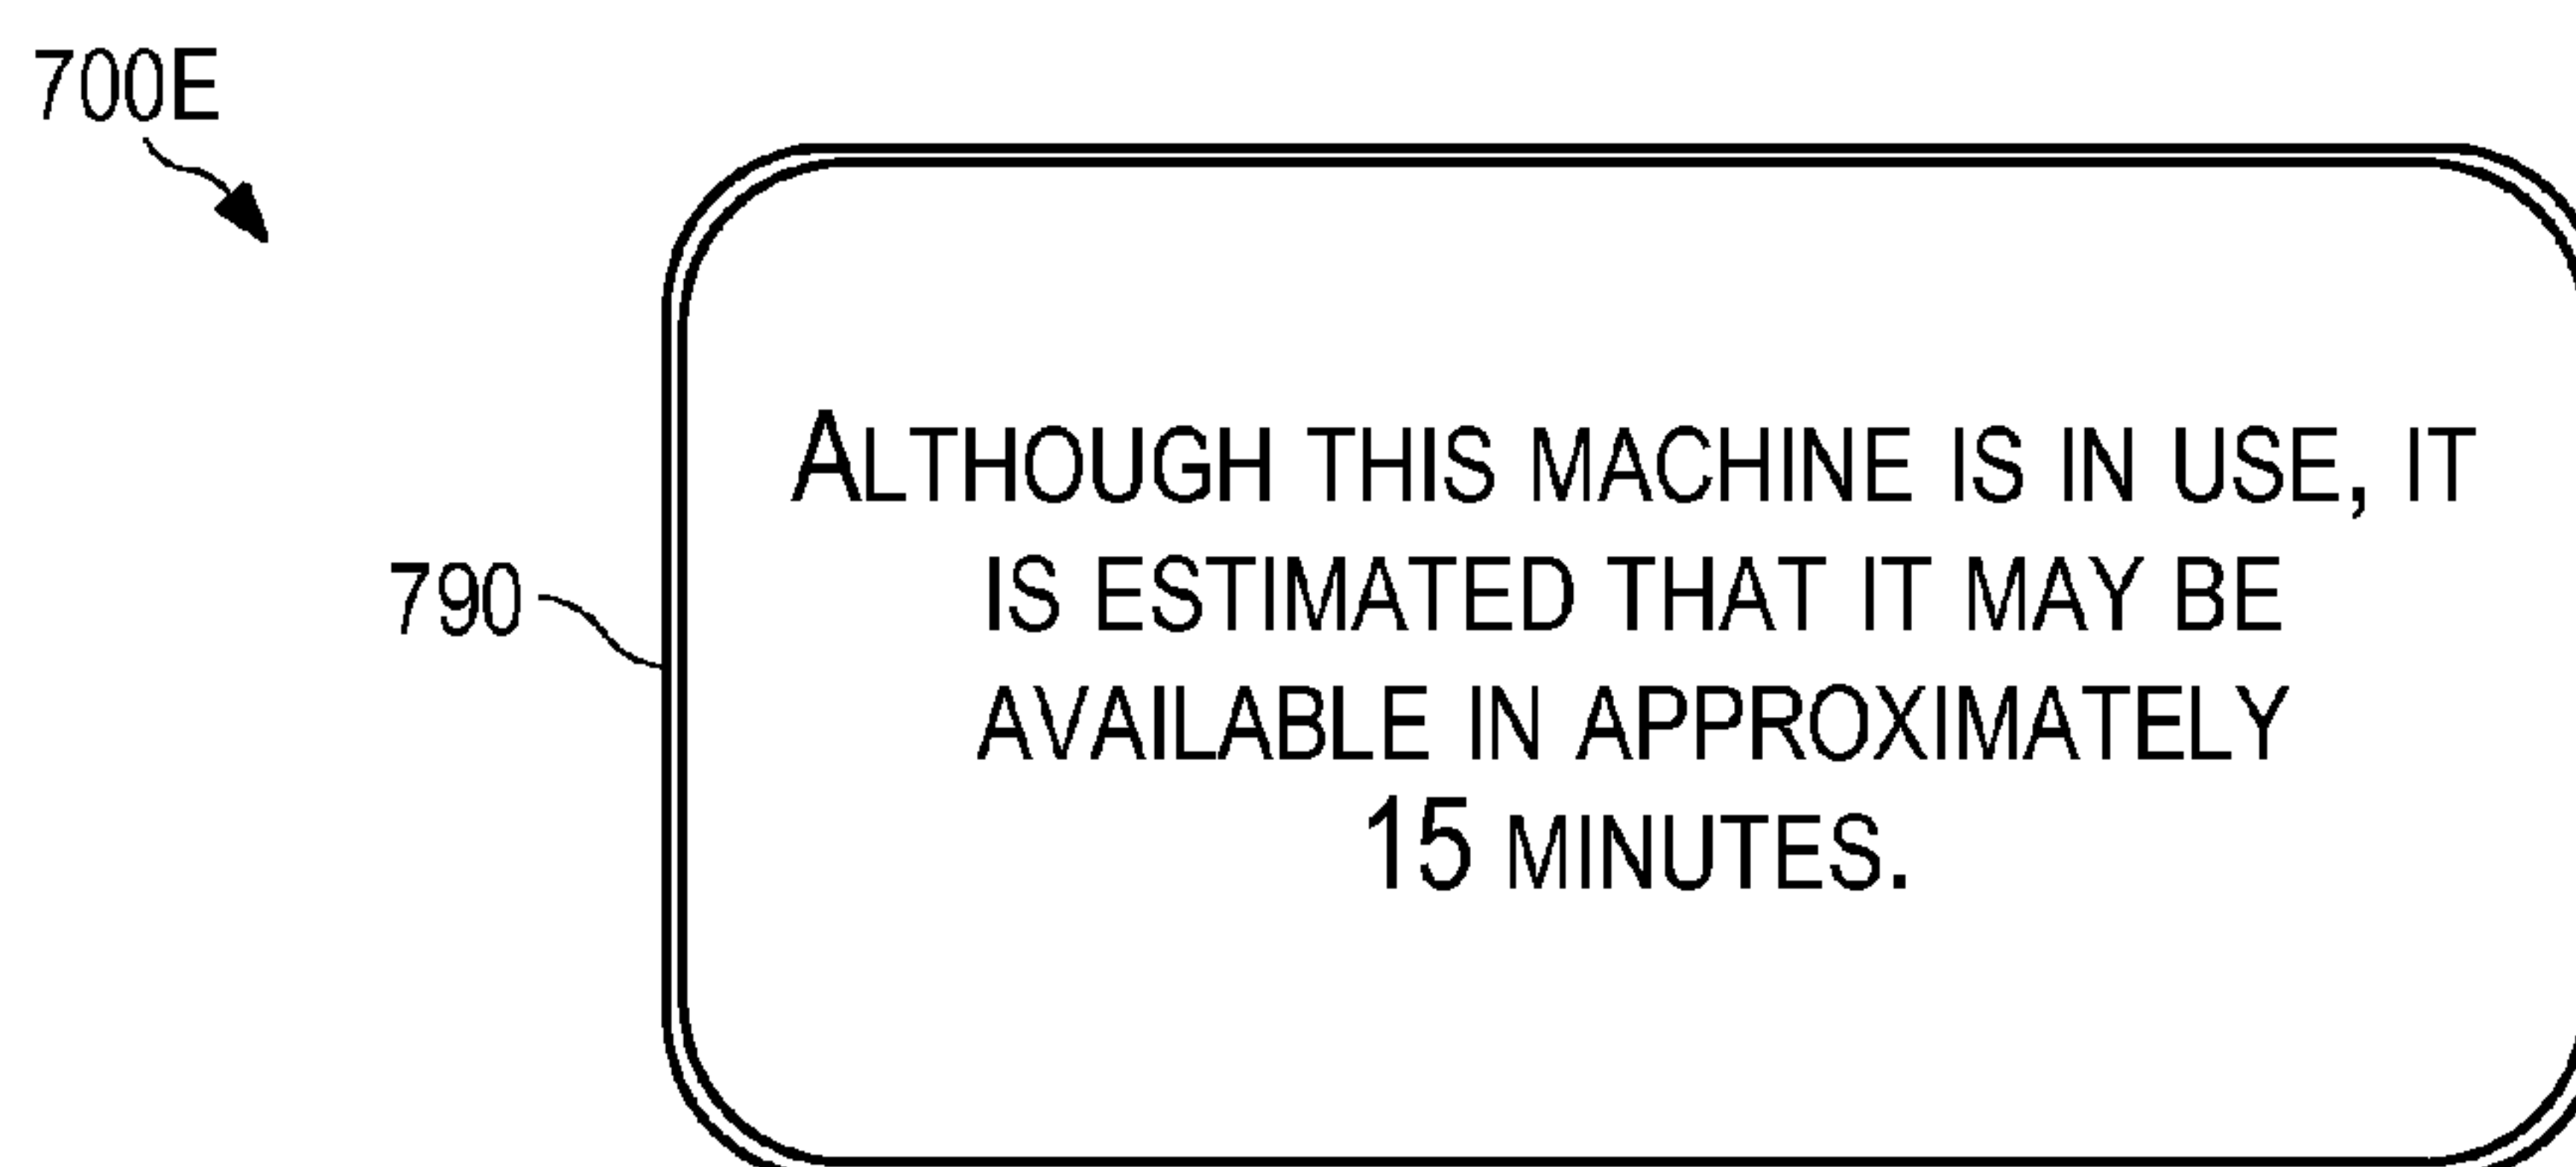 700E
ALTHOUGH THIS MACHINE IS IN USE, IT
IS ESTIMATED THAT IT MAY BE
790
AVAILABLE IN APPROXIMATELY
15 MINUTES.